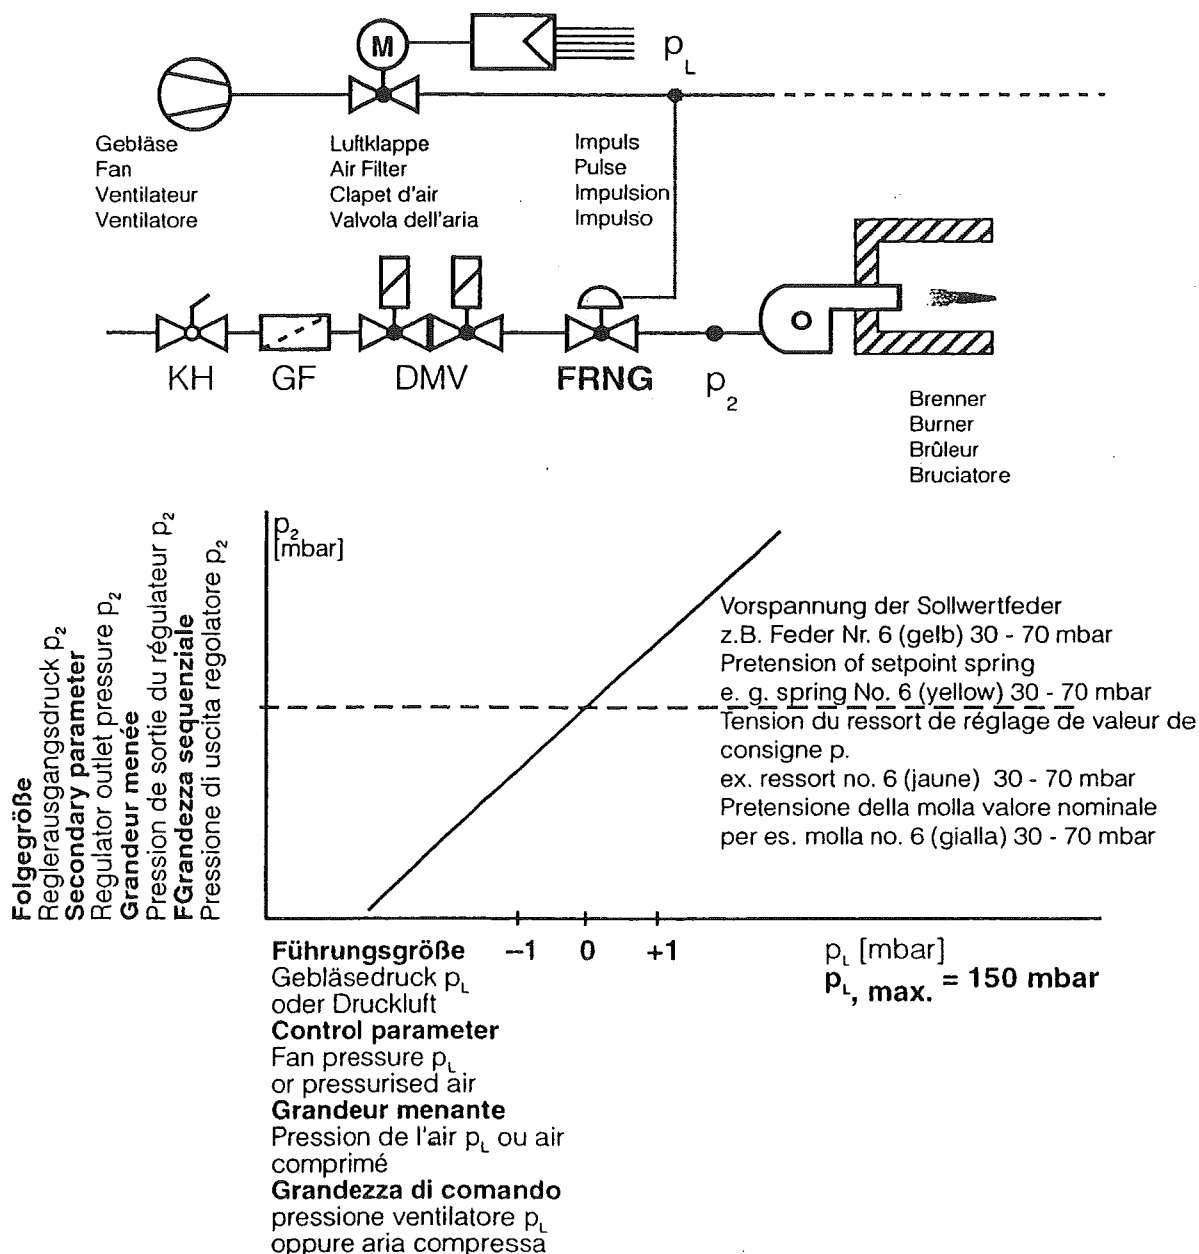 M
p_L
Gebläse
Fan
Ventilateur
Ventilatore
Luftklappe
Air Filter
Clapet d'air
Valvola dell'aria
Impuls
Pulse
Impulsion
Impulso
KH
GF
DMV
FRNG
p_2
Brenner
Burner
Brûleur
Bruciatore
Folgegröße
Reglerausgangsdruck p_2
Secondary parameter
Regulator outlet pressure p_2
Grandeur menée
Pression de sortie du régulateur p_2
FGrandezza sequenziale
Pressione di uscita regolatore p_2
p_2
[mbar]
Vorspannung der Sollwertfeder
z.B. Feder Nr. 6 (gelb) 30 - 70 mbar
Pretension of setpoint spring
e. g. spring No. 6 (yellow) 30 - 70 mbar
Tension du ressort de réglage de valeur de
consigne p.
ex. ressort no. 6 (jaune) 30 - 70 mbar
Pretensione della molla valore nominale
per es. molla no. 6 (gialla) 30 - 70 mbar
–1 0 +1
p_L [mbar]
p_L, max. = 150 mbar
Führungsgröße
Gebläsedruck p_L
oder Druckluft
Control parameter
Fan pressure p_L
or pressurised air
Grandeur menante
Pression de l'air p_L ou air
comprimé
Grandezza di comando
pressione ventilatore p_L
oppure aria compressa